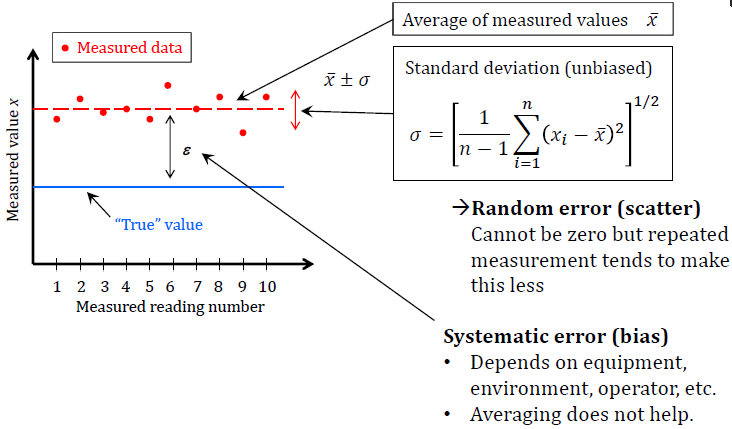 Average of measured values x̄
Measured data
Standard deviation (unbiased)
x̄ ± σ
σ = [ 1/(n − 1) ∑_{i=1}^{n} (x_i − x̄)² ]^{1/2}
Measured value x
ε
"True" value
1 2 3 4 5 6 7 8 9 10
Measured reading number
→Random error (scatter)
Cannot be zero but repeated
measurement tends to make
this less
Systematic error (bias)
• Depends on equipment,
environment, operator, etc.
• Averaging does not help.